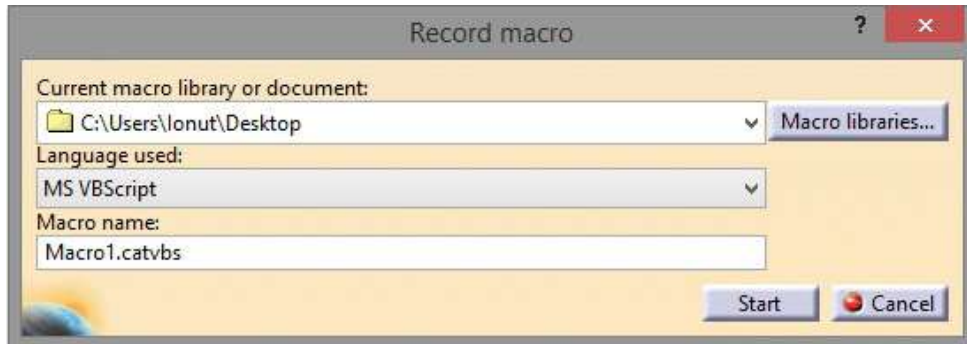 Record macro
?
Current macro library or document:
C:\Users\Ionut\Desktop
Macro libraries...
Language used:
MS VBScript
Macro name:
Macro1.catvbs
Start
Cancel